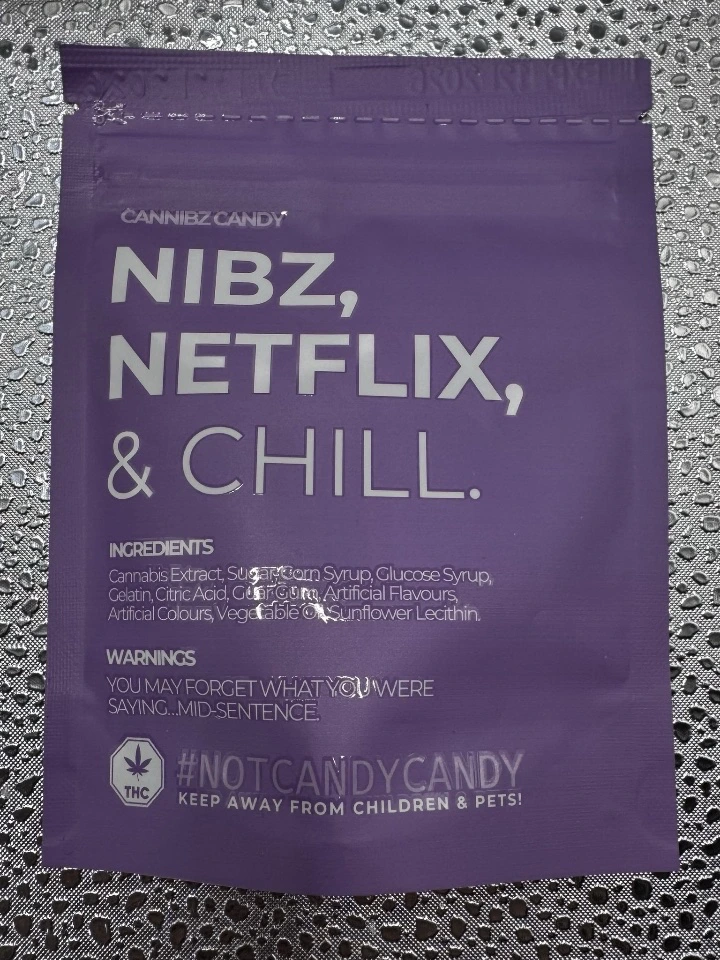 CANNIBZ CANDY
NIBZ,
NETFLIX,
& CHILL.
INGREDIENTS
Cannabis Extract, Sugar, Corn Syrup, Glucose Syrup,
Gelatin, Citric Acid, Guar Gum, Artificial Flavours,
Artificial Colours, Vegetable Oil, Sunflower Lecithin.
WARNINGS
YOU MAY FORGET WHAT YOU WERE
SAYING...MID-SENTENCE.
THC
#NOTCANDYCANDY
KEEP AWAY FROM CHILDREN & PETS!